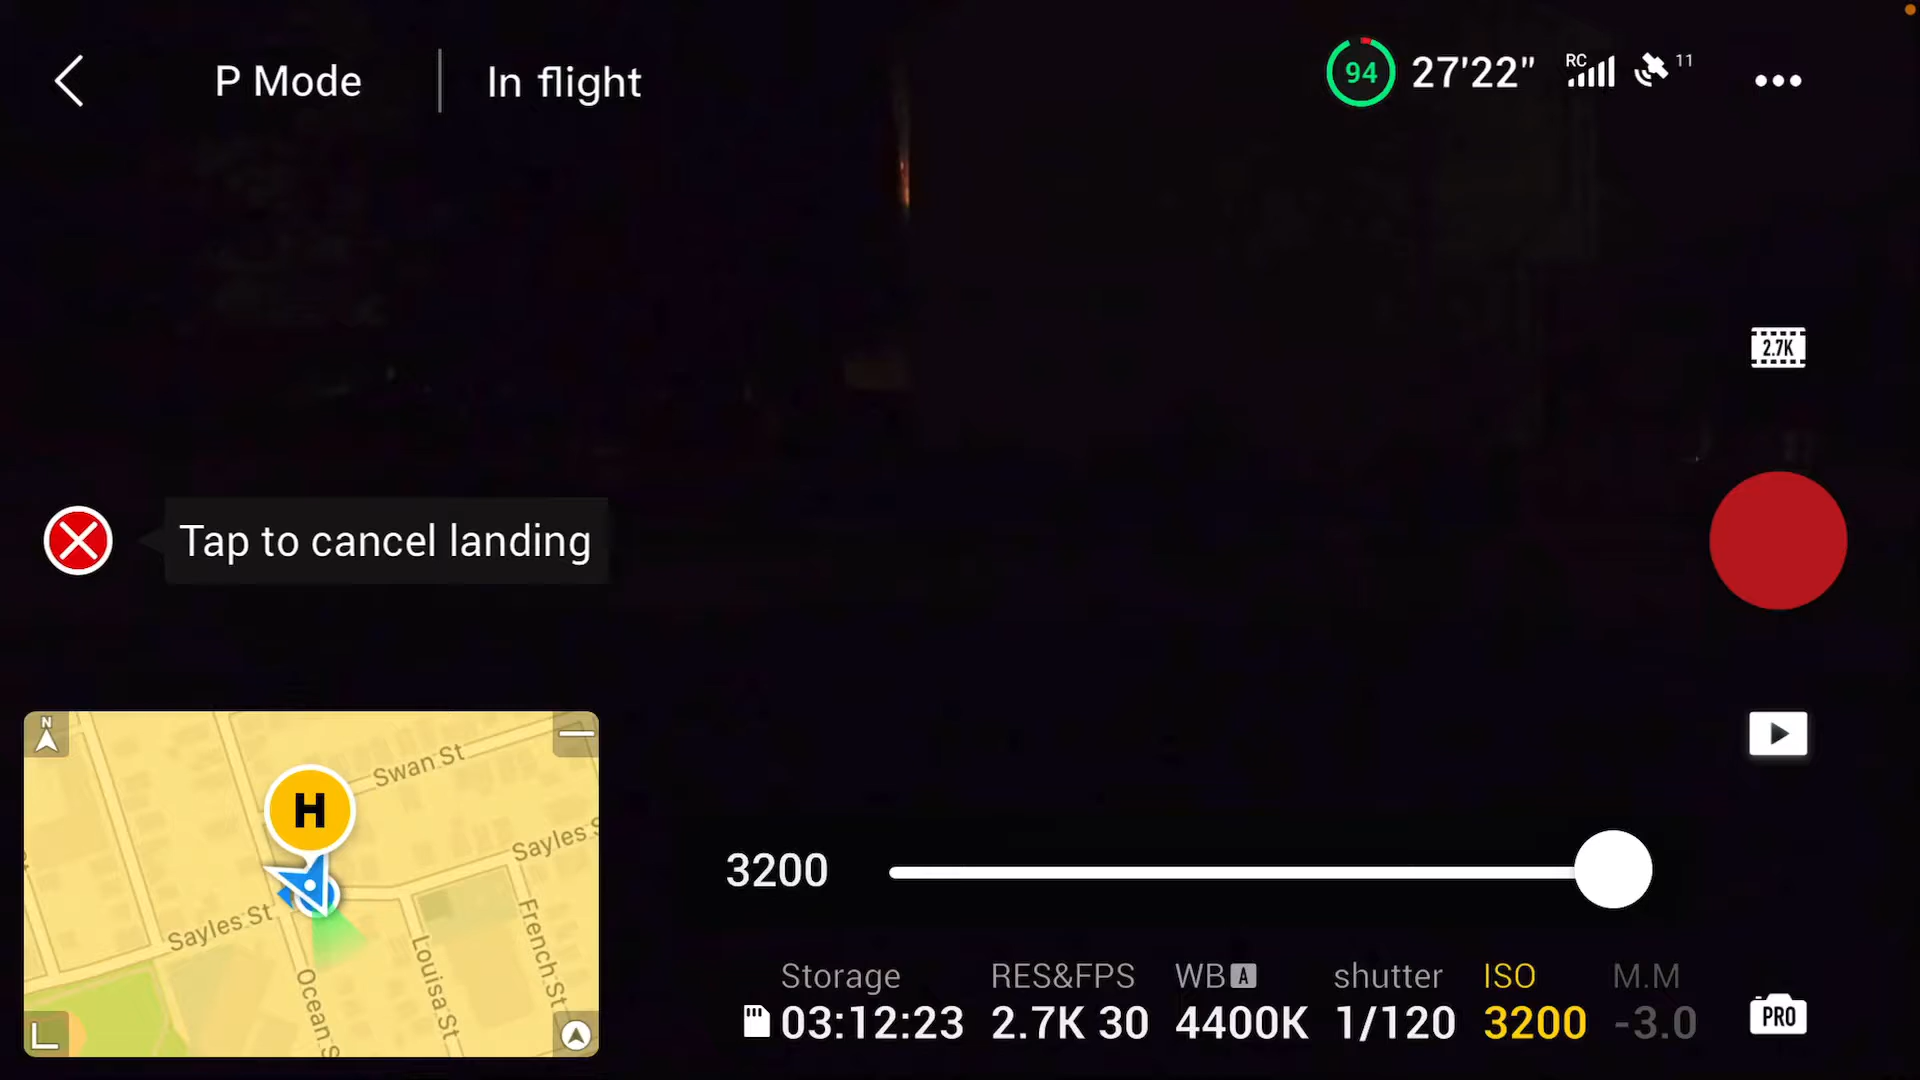 P Mode
In flight
94
27'22"
RC
11
2.7K
Tap to cancel landing
N
Swan St
H
Sayles S
Sayles St
Ocean S
Louisa St
French St
3200
Storage
RES&FPS
WB A
shutter
ISO
M.M
03:12:23
2.7K 30
4400K
1/120
3200
-3.0
PRO